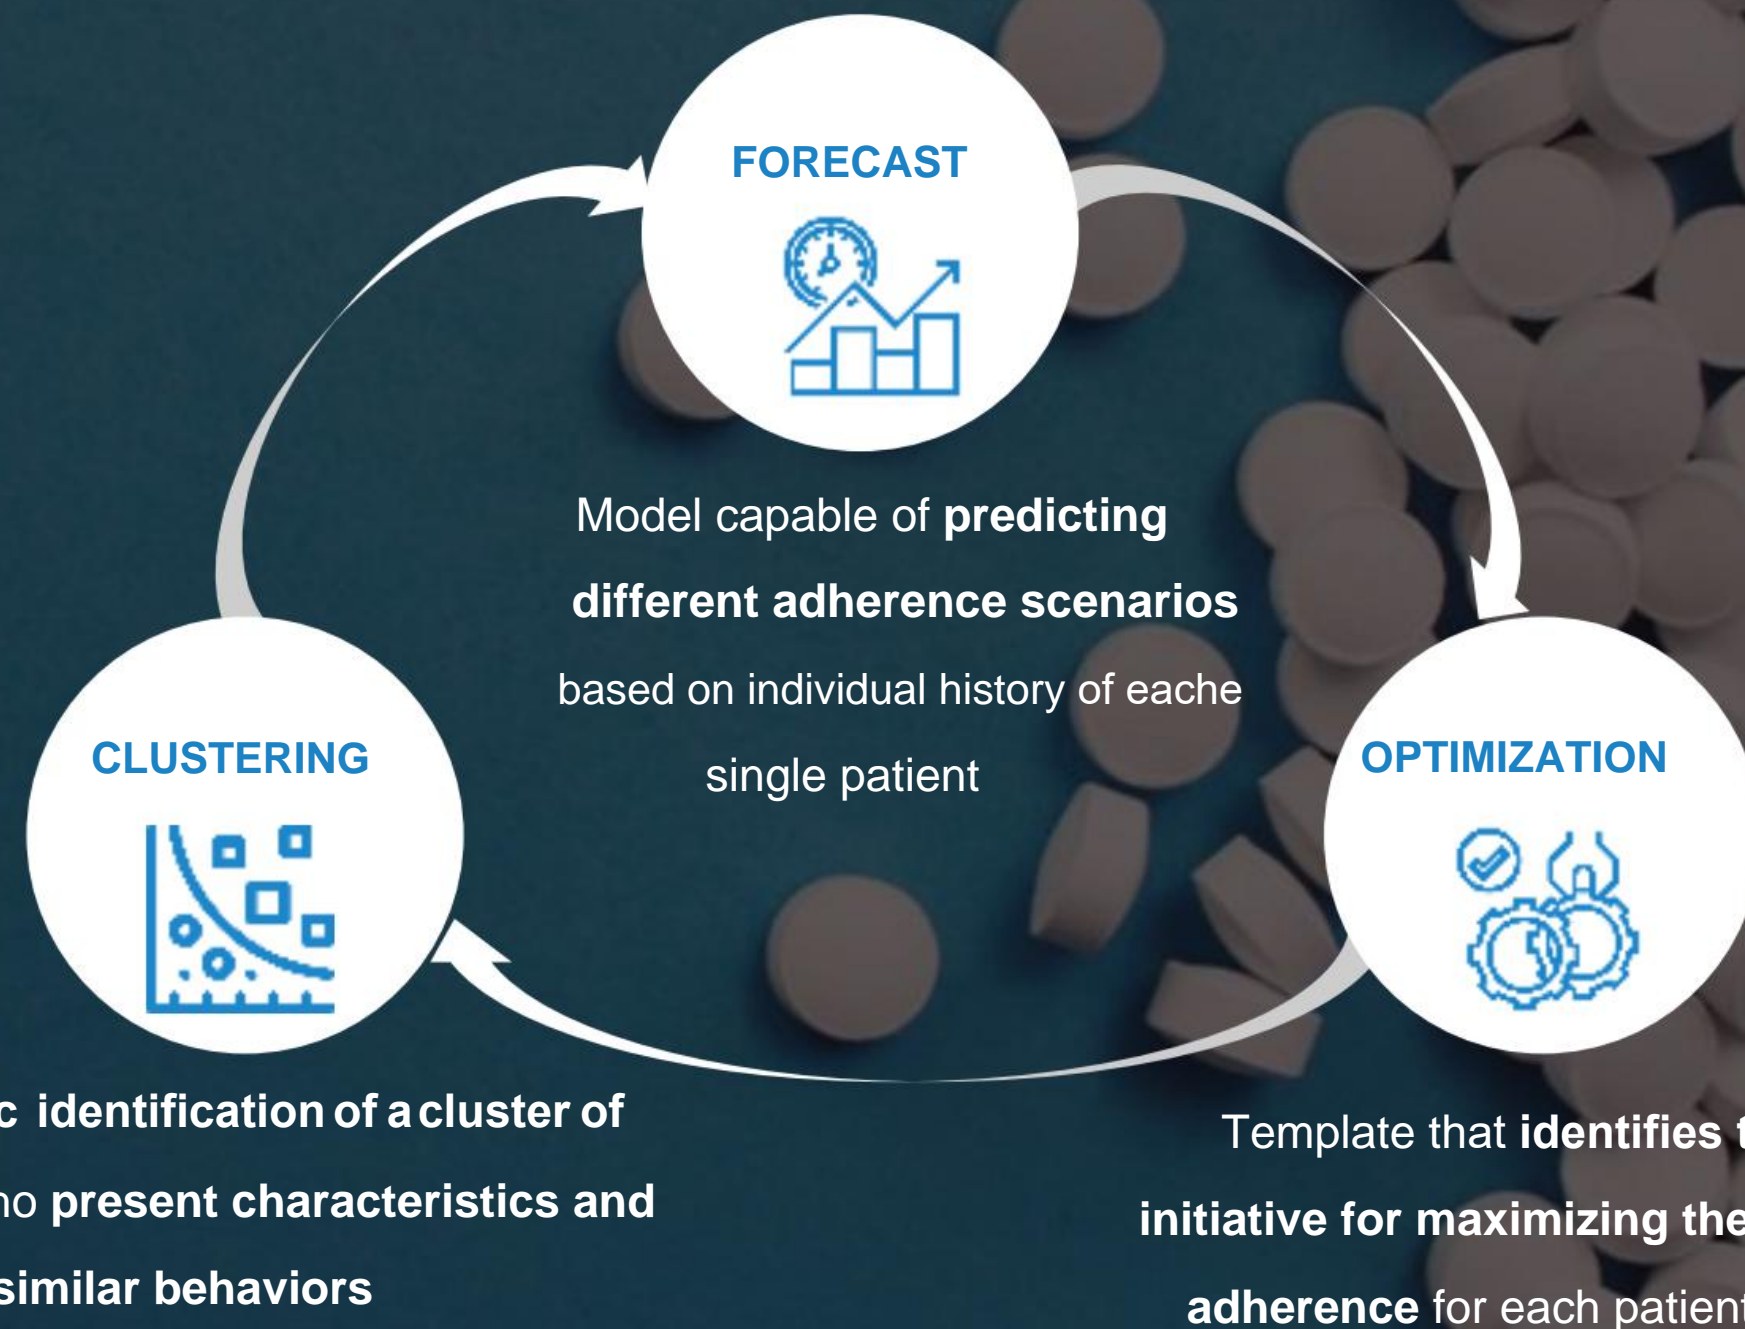 FORECAST
Model capable of predicting
different adherence scenarios
based on individual history of eache
single patient
CLUSTERING
identification of a cluster of
present characteristics and
similar behaviors
OPTIMIZATION
Template that identifies
initiative for maximizing the
adherence for each patient